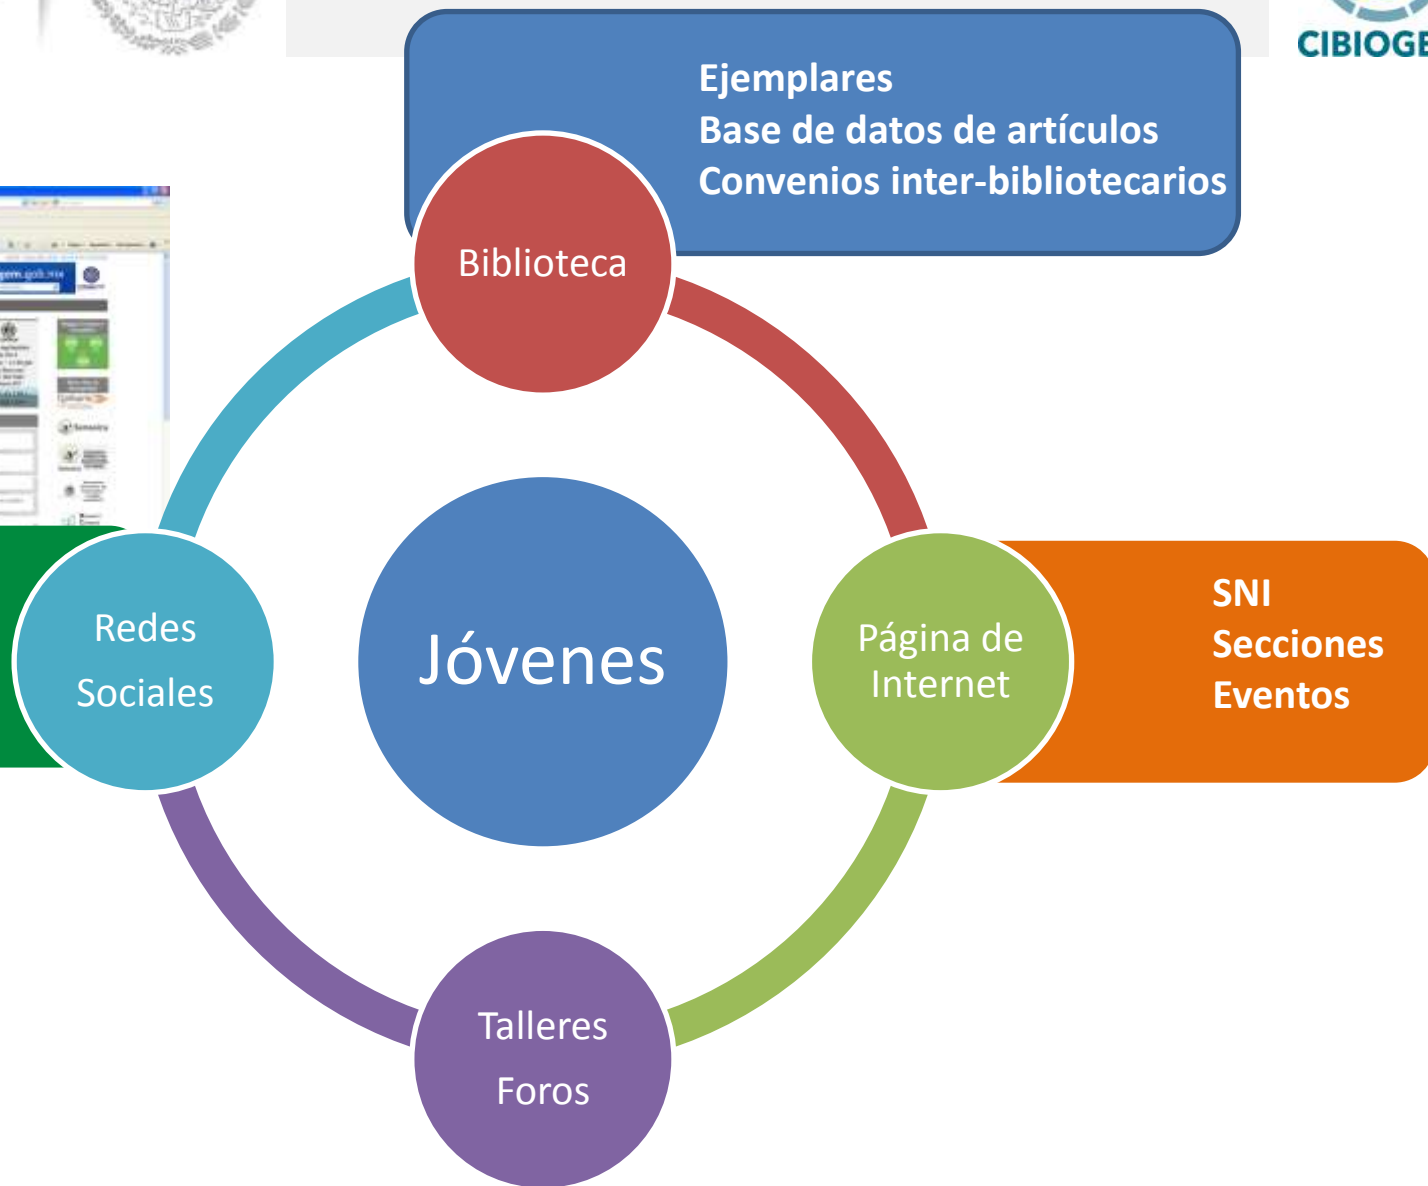 Ejemplares
Base de datos de artículos
Convenios inter-bibliotecarios
Biblioteca
Redes
Sociales
Jóvenes
Página de
Internet
SNI
Secciones
Eventos
Talleres
Foros